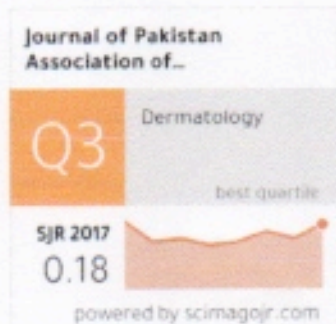 Journal of Pakistan
Association of...
Q3
Dermatology
best quartile
SJR 2017
0.18
powered by scimagojr.com